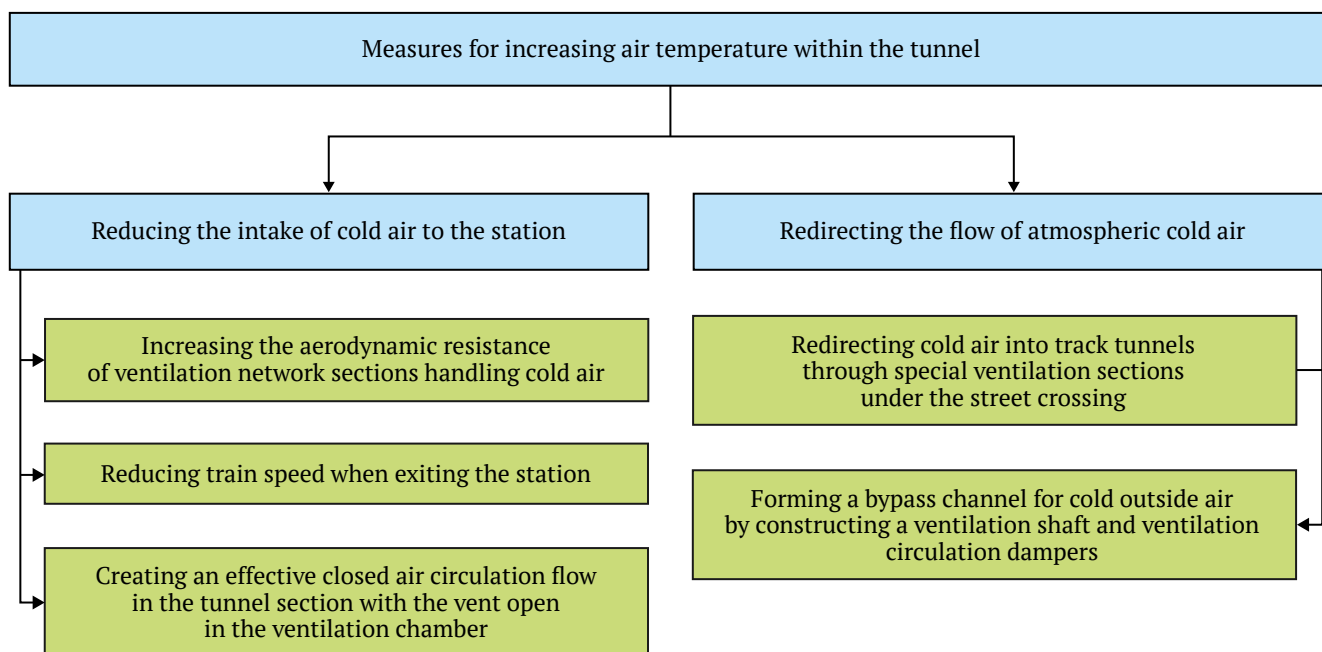 Measures for increasing air temperature within the tunnel
Reducing the intake of cold air to the station
Redirecting the flow of atmospheric cold air
Increasing the aerodynamic resistance
of ventilation network sections handling cold air
Reducing train speed when exiting the station
Creating an effective closed air circulation flow
in the tunnel section with the vent open
in the ventilation chamber
Redirecting cold air into track tunnels
through special ventilation sections
under the street crossing
Forming a bypass channel for cold outside air
by constructing a ventilation shaft and ventilation
circulation dampers